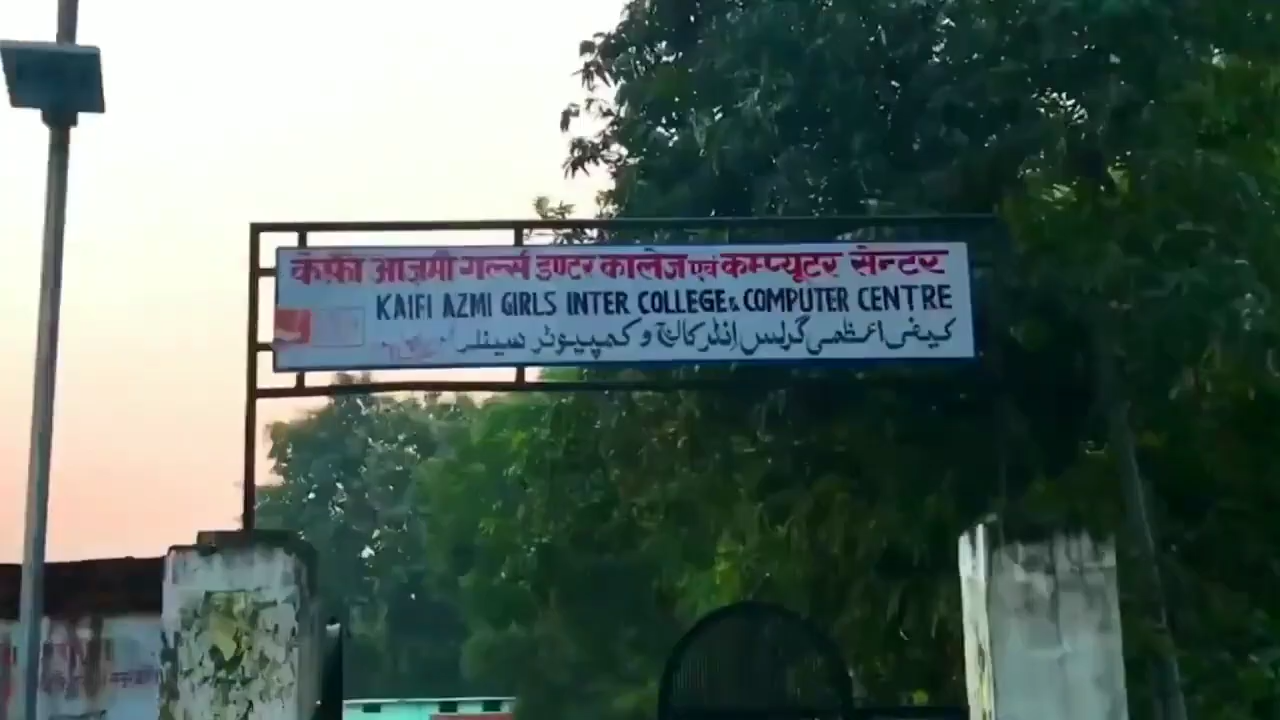 कैफ़ी आज़मी गर्ल्स इण्टर कालेज एवं कम्प्यूटर सेन्टर
KAIFI AZMI GIRLS INTER COLLEGE & COMPUTER CENTRE
کیفی اعظمی گرلس انٹر کالج و کمپیوٹر سینٹر